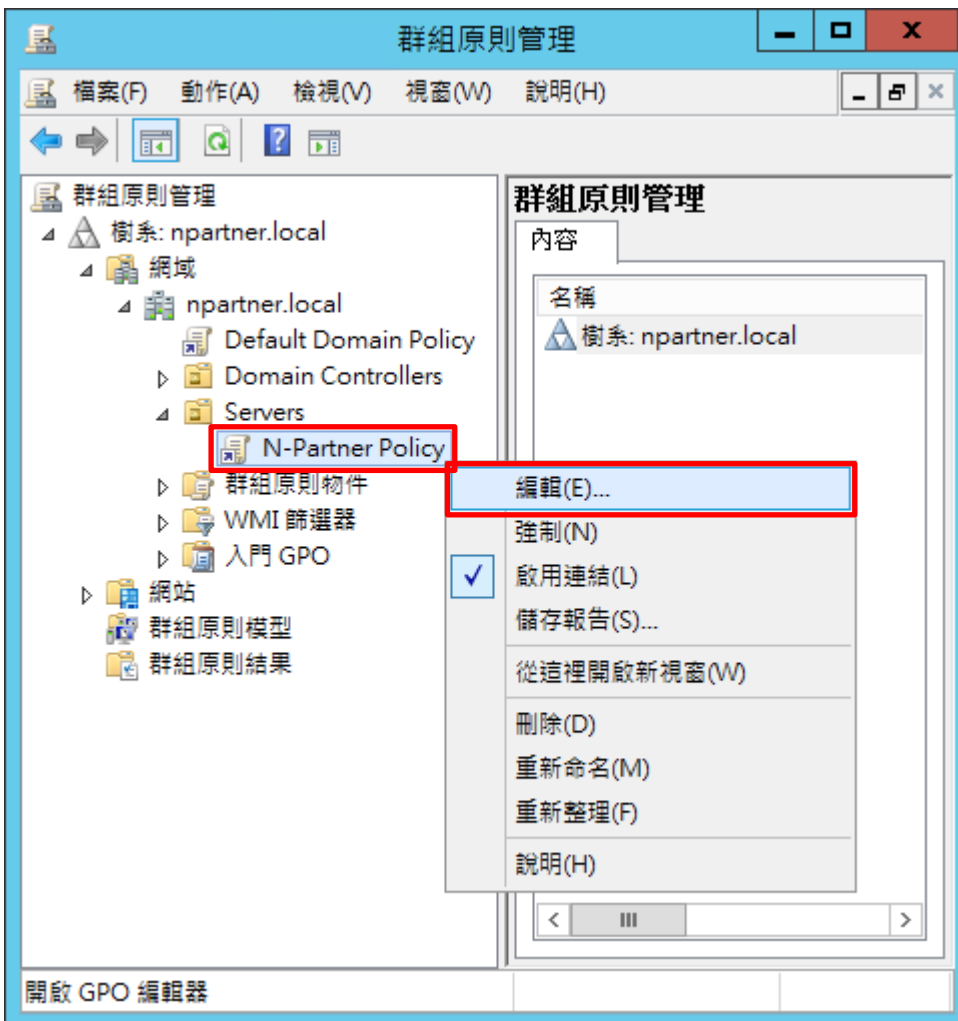 群組原則管理
檔案(F) 動作(A) 檢視(V) 視窗(W) 說明(H)
群組原則管理
樹系: npartner.local
網域
npartner.local
Default Domain Policy
Domain Controllers
Servers
N-Partner Policy
群組原則物件
WMI 篩選器
入門 GPO
網站
群組原則模型
群組原則結果
群組原則管理
內容
名稱
樹系: npartner.local
編輯(E)...
強制(N)
啟用連結(L)
儲存報告(S)...
從這裡開啟新視窗(W)
刪除(D)
重新命名(M)
重新整理(F)
說明(H)
開啟 GPO 編輯器